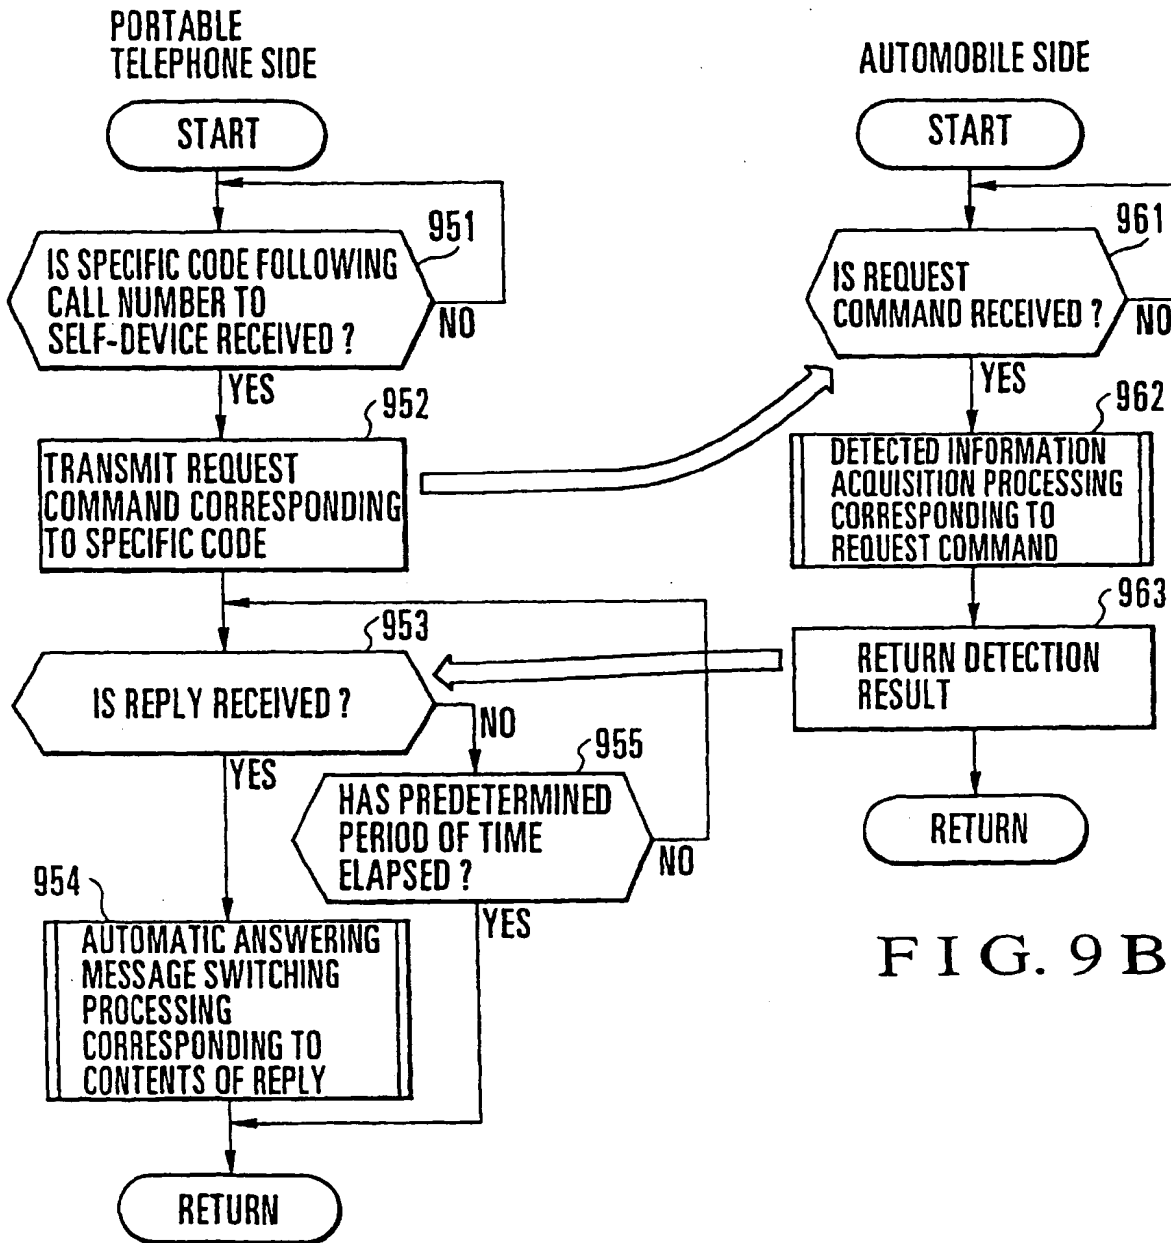 PORTABLE
TELEPHONE SIDE
START
951
IS SPECIFIC CODE FOLLOWING
CALL NUMBER TO
SELF-DEVICE RECEIVED ?
NO
YES
952
TRANSMIT REQUEST
COMMAND CORRESPONDING
TO SPECIFIC CODE
953
IS REPLY RECEIVED ?
NO
YES
955
HAS PREDETERMINED
PERIOD OF TIME
ELAPSED ?
NO
YES
954
AUTOMATIC ANSWERING
MESSAGE SWITCHING
PROCESSING
CORRESPONDING TO
CONTENTS OF REPLY
RETURN
AUTOMOBILE SIDE
START
961
IS REQUEST
COMMAND RECEIVED ?
NO
YES
962
DETECTED INFORMATION
ACQUISITION PROCESSING
CORRESPONDING TO
REQUEST COMMAND
963
RETURN DETECTION
RESULT
RETURN
FIG. 9B